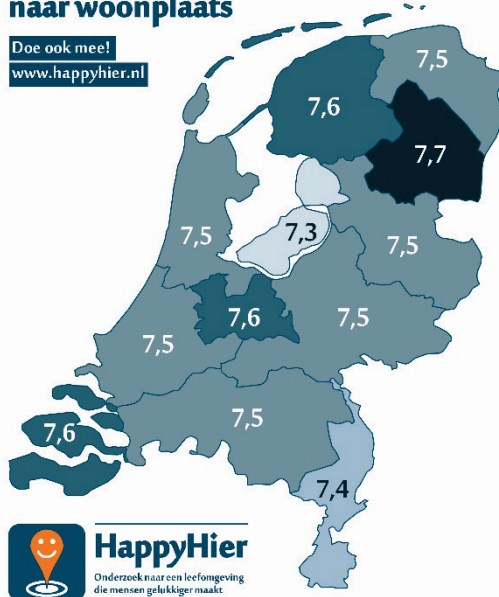 naar woonplaats
Doe ook mee!
www.happyhier.nl
7,5
7,6
7,7
7,3
7,5
7,5
7,6
7,5
7,5
7,5
7,6
7,4
HappyHier
Onderzoek naar een leefomgeving
die mensen gelukkiger maakt